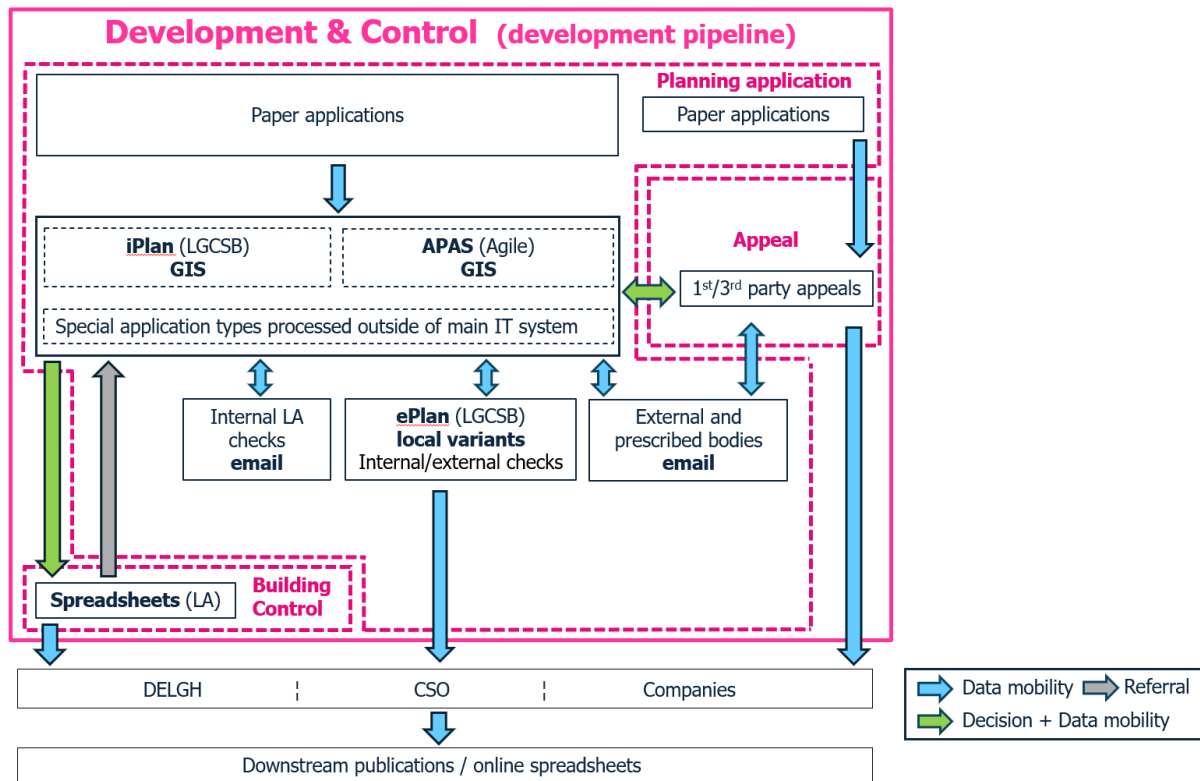 Development & Control (development pipeline)
Planning application
Paper applications
Paper applications
iPlan (LGCSB)
GIS
APAS (Agile)
GIS
Appeal
1st/3rd party appeals
Special application types processed outside of main IT system
Internal LA
checks
email
ePlan (LGCSB)
local variants
Internal/external checks
External and
prescribed bodies
email
Spreadsheets (LA)
Building
Control
DELGH ¦ CSO ¦ Companies
Data mobility
Referral
Decision + Data mobility
Downstream publications / online spreadsheets